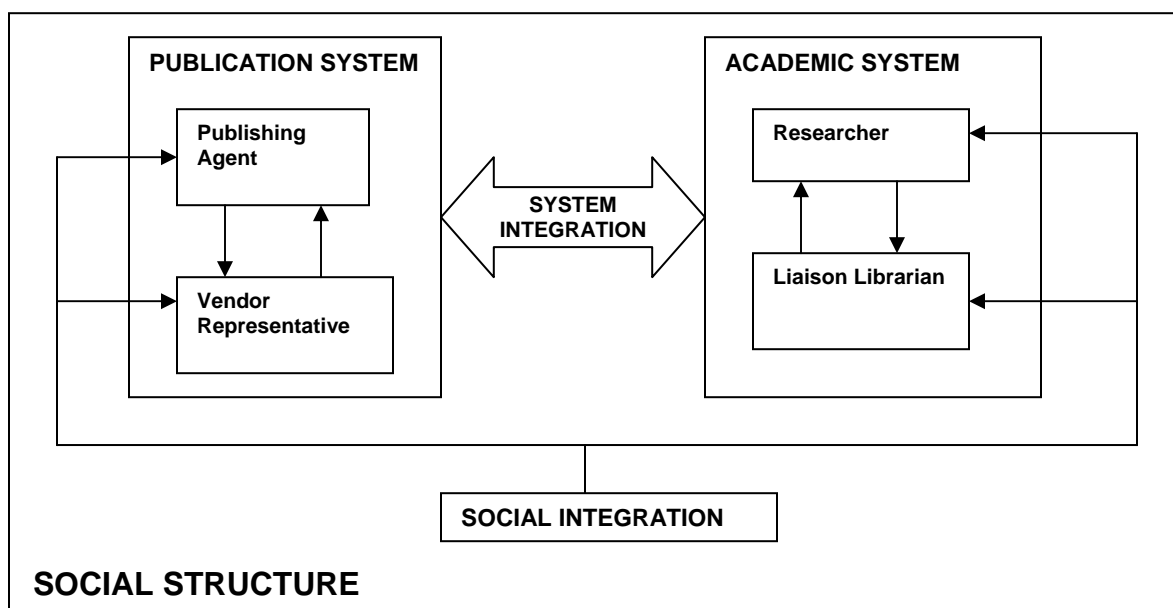 PUBLICATION SYSTEM
Publishing
Agent
Vendor
Representative
SYSTEM
INTEGRATION
ACADEMIC SYSTEM
Researcher
Liaison Librarian
SOCIAL INTEGRATION
SOCIAL STRUCTURE